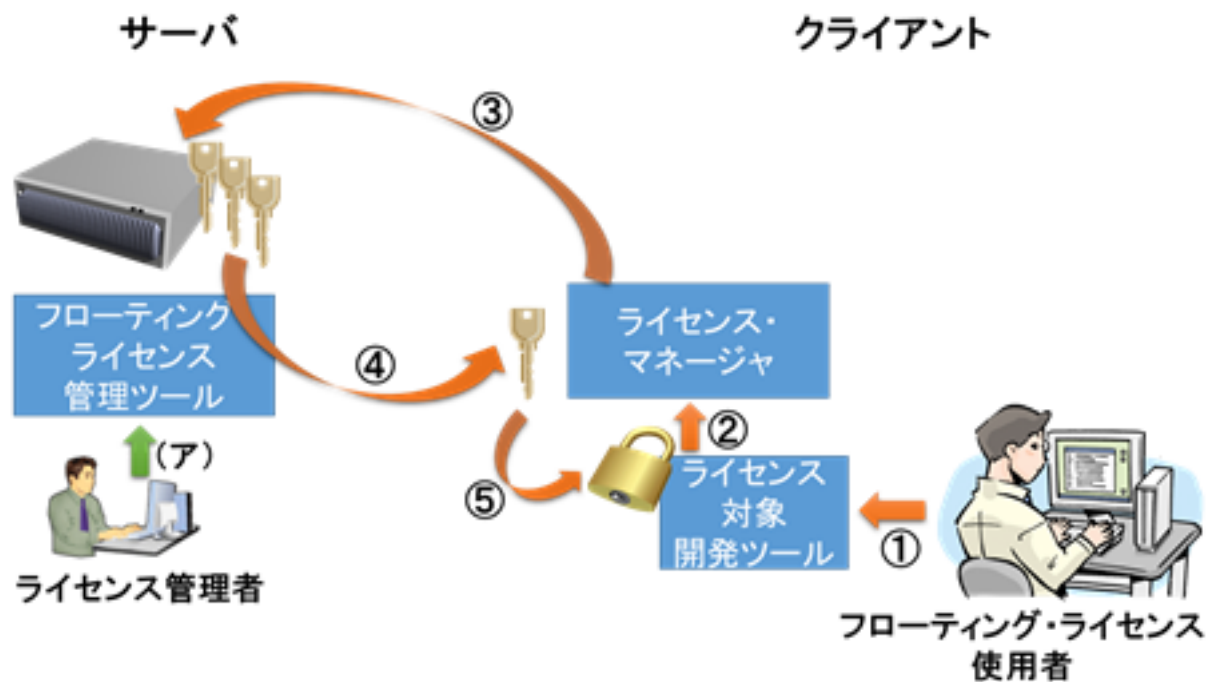 サーバ
クライアント
③
フローティング
ライセンス
管理ツール
ライセンス・
マネージャ
④
②
(ア)
⑤
ライセンス
対象
開発ツール
①
ライセンス管理者
フローティング・ライセンス
使用者